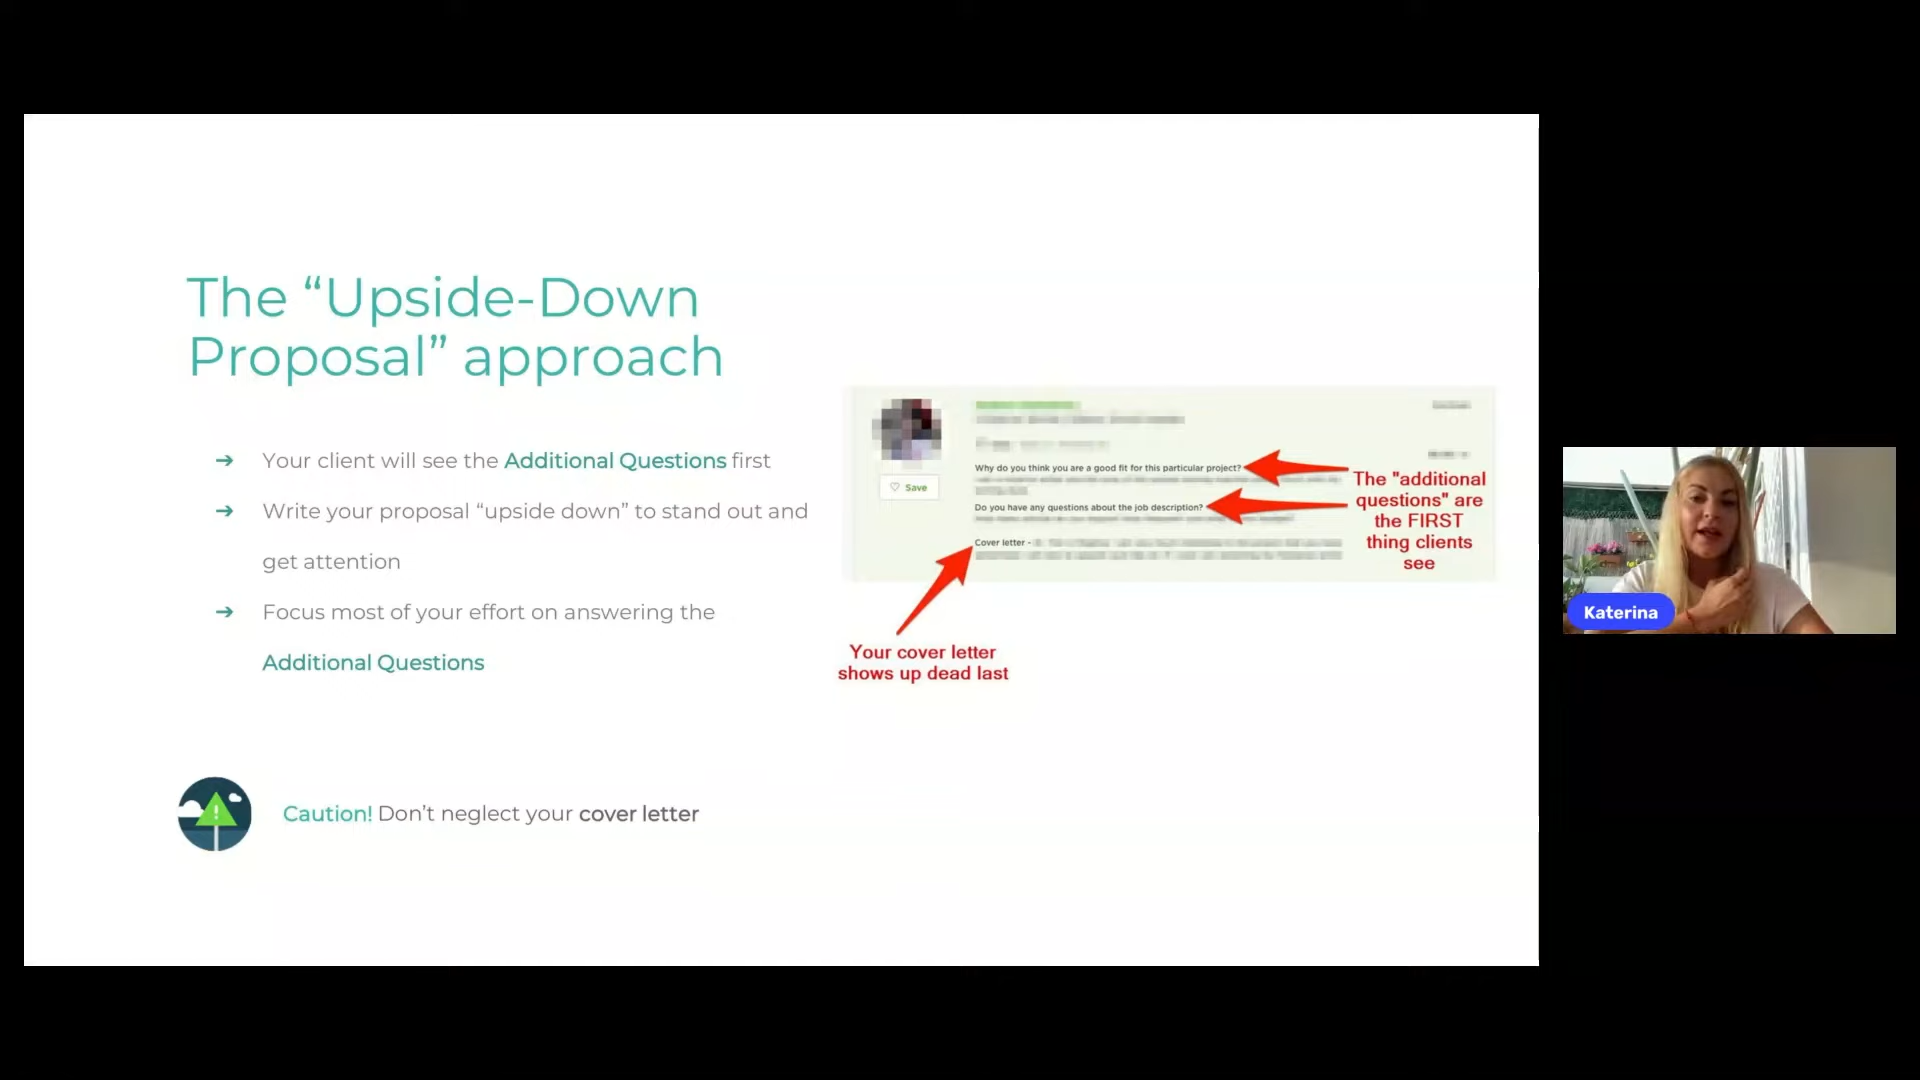 The “Upside-Down
Proposal” approach
➔ Your client will see the Additional Questions first
➔ Write your proposal “upside down” to stand out and
get attention
➔ Focus most of your effort on answering the
Additional Questions
Caution! Don’t neglect your cover letter
Save
Why do you think you are a good fit for this particular project?
Do you have any questions about the job description?
Cover letter -
The "additional
questions" are
the FIRST
thing clients
see
Your cover letter
shows up dead last
Katerina